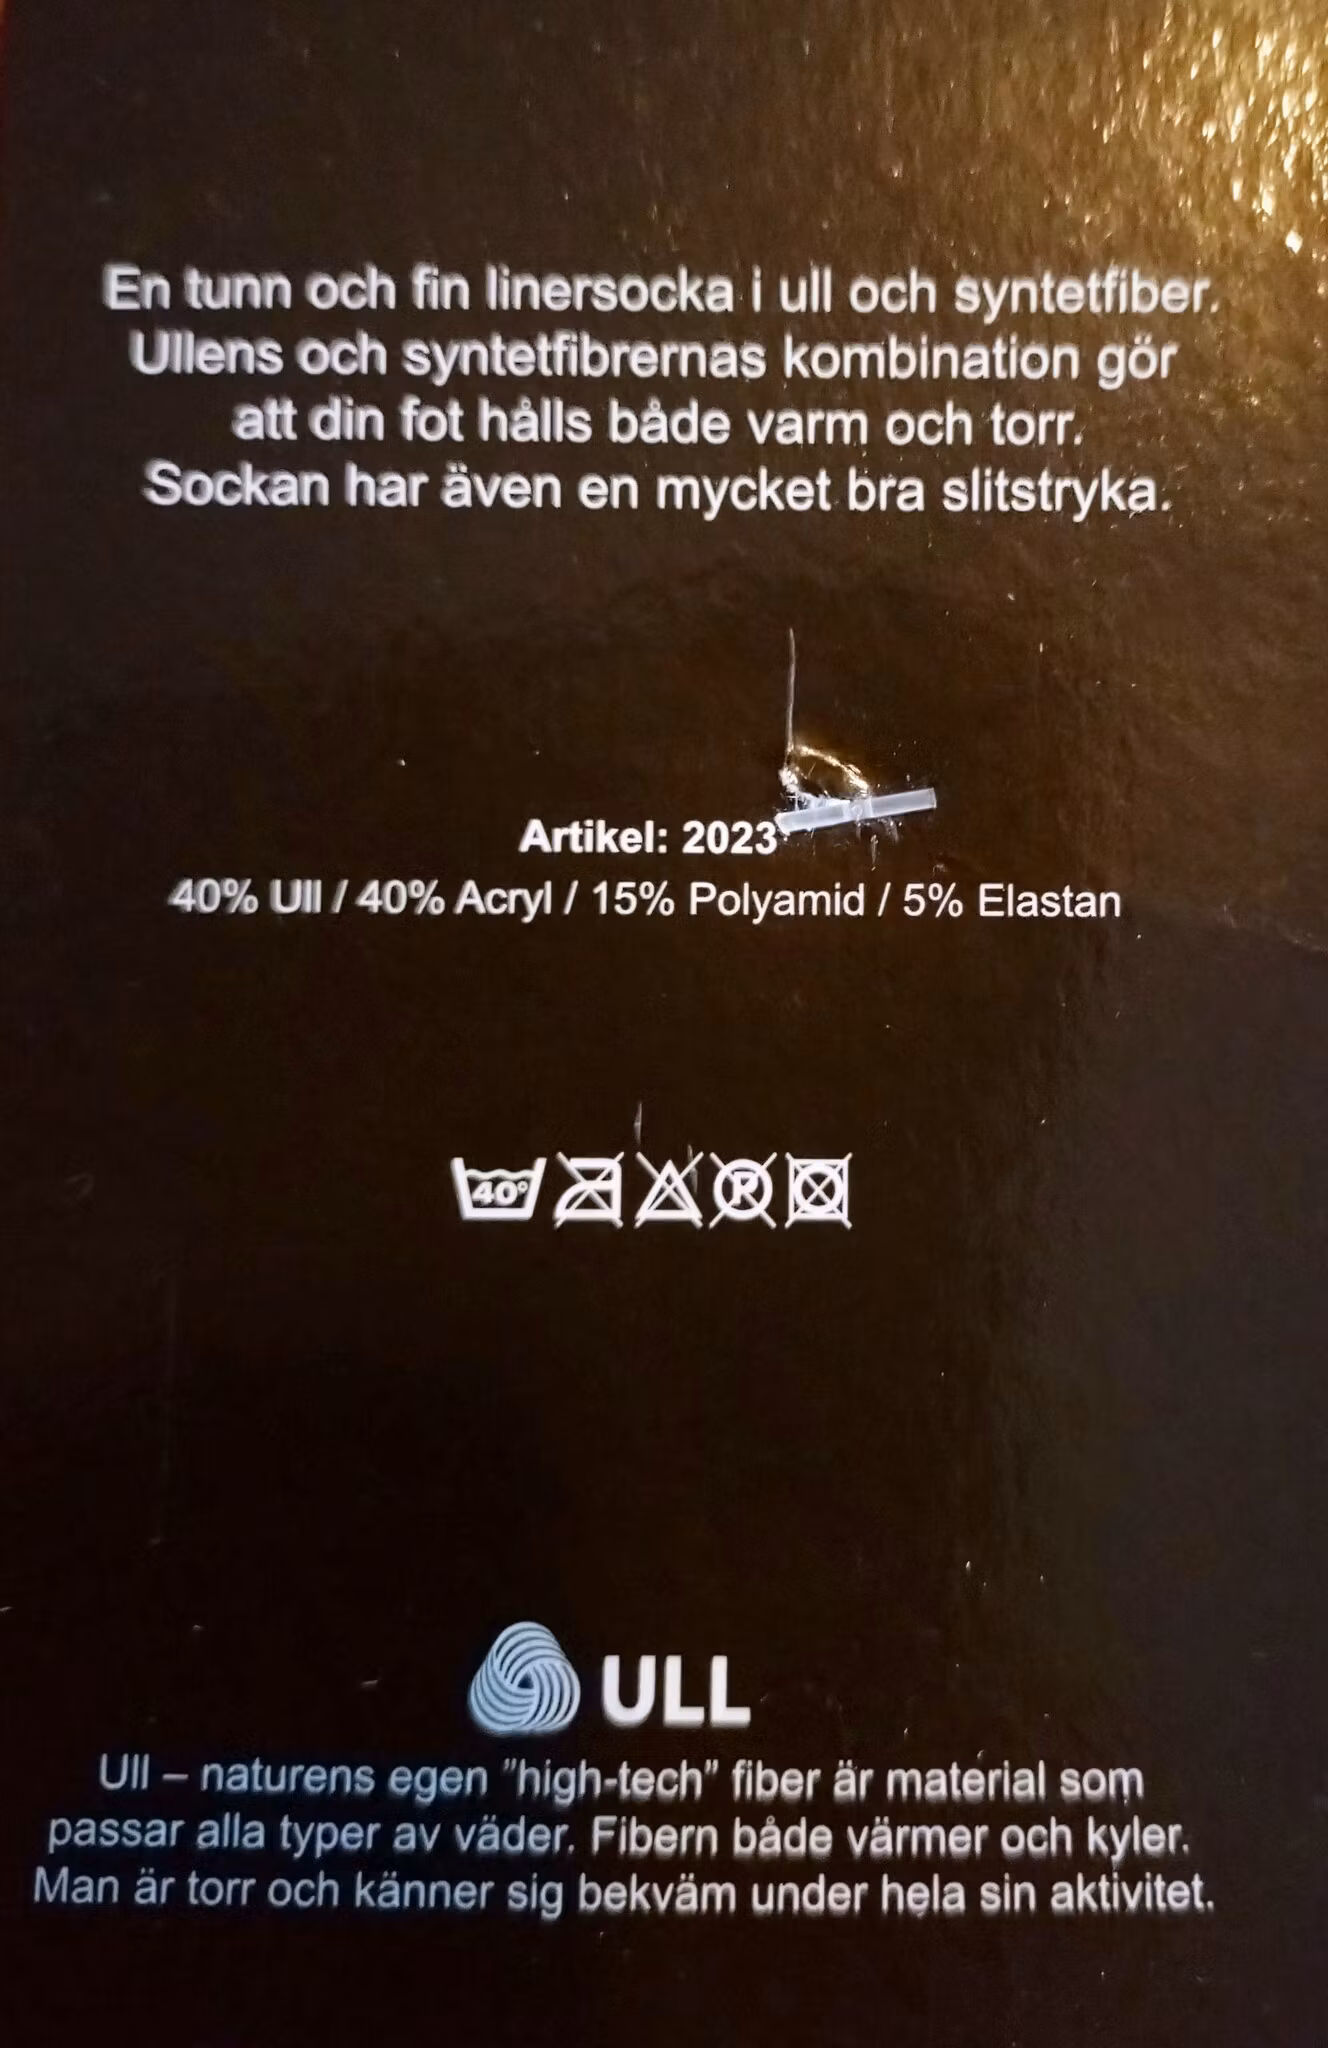 En tunn och fin linersocka i ull och syntetfiber.
Ullens och syntetfibrernas kombination gör
att din fot hålls både varm och torr.
Sockan har även en mycket bra slitstryka.
Artikel: 2023
40% Ull / 40% Acryl / 15% Polyamid / 5% Elastan
40° P
ULL
Ull – naturens egen ”high-tech” fiber är material som
passar alla typer av väder. Fibern både värmer och kyler.
Man är torr och känner sig bekväm under hela sin aktivitet.